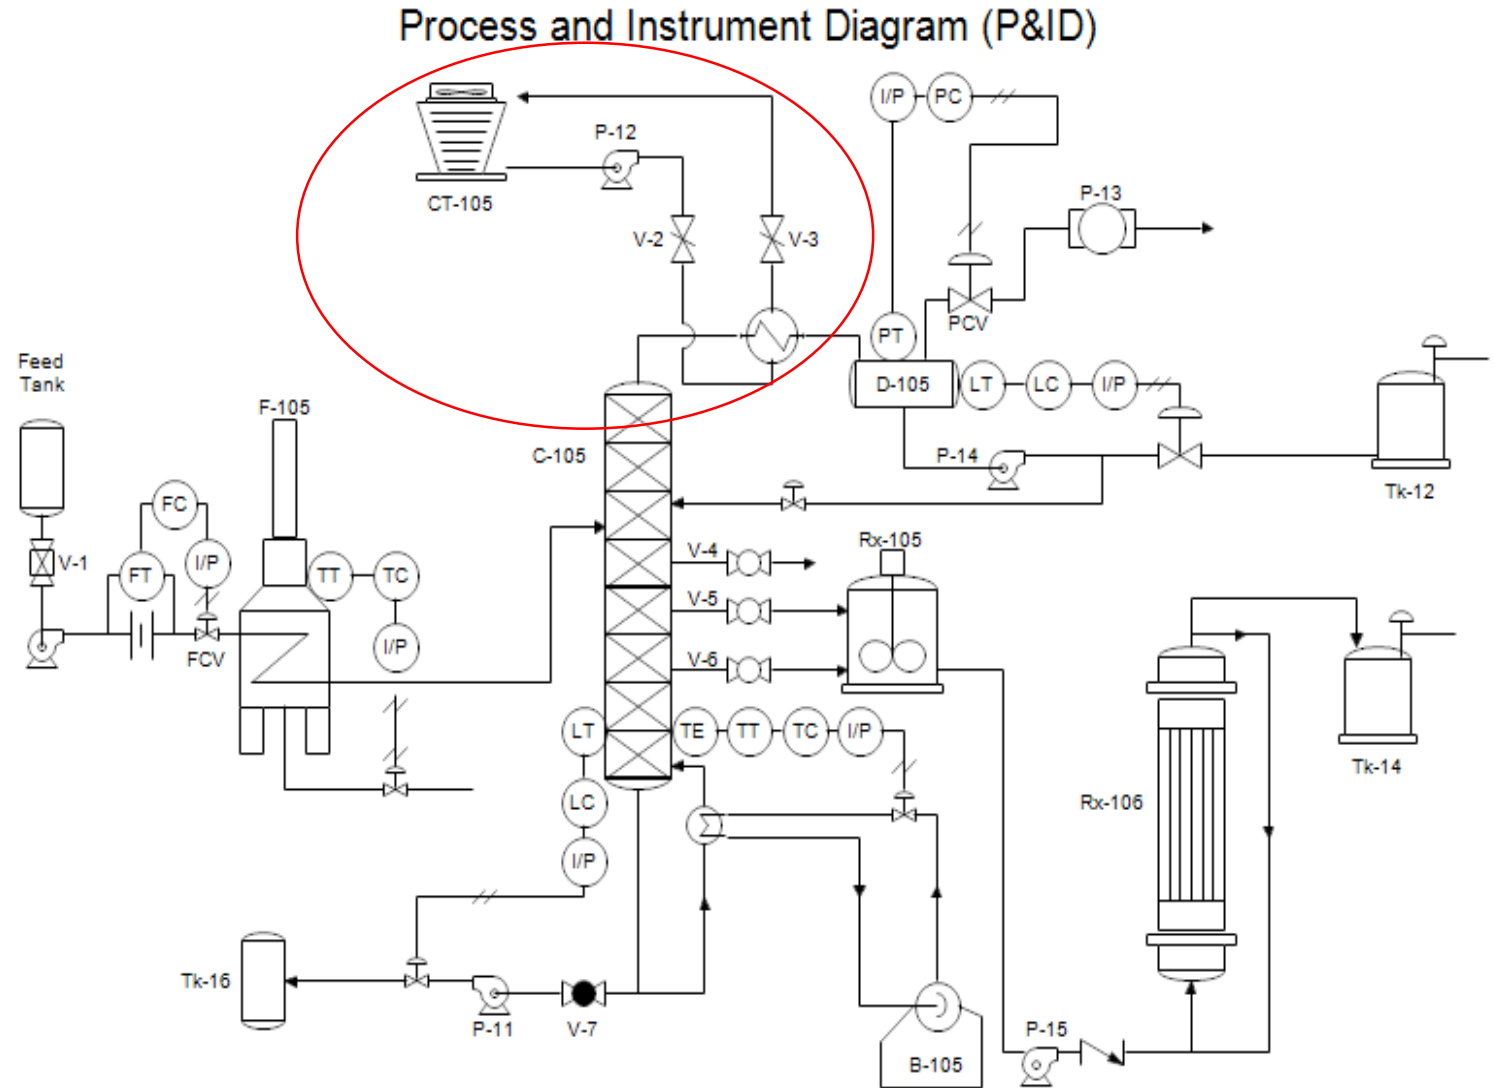 Process and Instrument Diagram (P&ID)
I/P
PC
P-12
CT-105
V-2
V-3
P-13
PT
PCV
Feed
Tank
D-105
LT
LC
I/P
F-105
C-105
P-14
Tk-12
FC
V-1
FT
I/P
TT
TC
FCV
I/P
V-4
Rx-105
V-5
V-6
LT
TE
TT
TC
I/P
Tk-14
LC
Rx-106
I/P
Tk-16
P-11
V-7
B-105
P-15